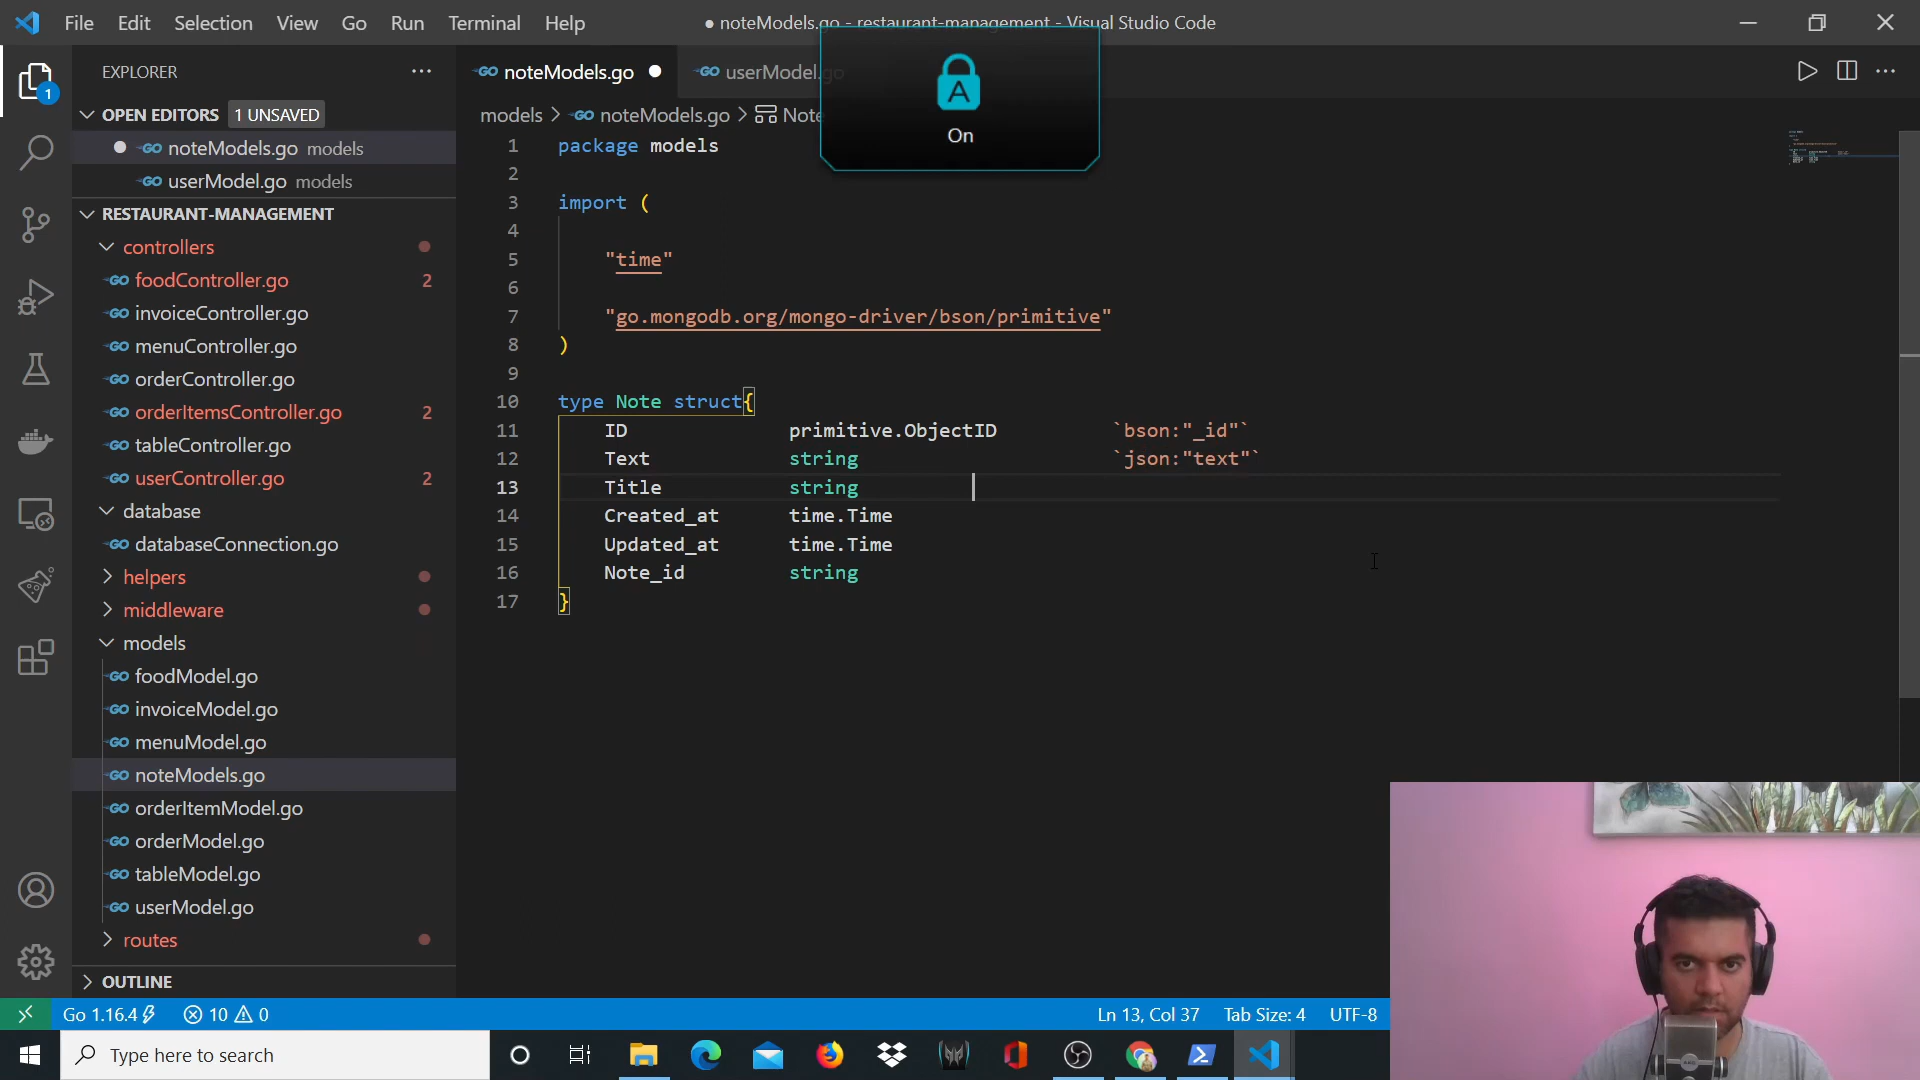 File Edit Selection View Go Run Terminal Help
● noteModels.go - restaurant-management - Visual Studio Code
EXPLORER
OPEN EDITORS 1 UNSAVED
noteModels.go models
userModel.go models
RESTAURANT-MANAGEMENT
controllers
foodController.go 2
invoiceController.go
menuController.go
orderController.go
orderItemsController.go 2
tableController.go
userController.go 2
database
databaseConnection.go
helpers
middleware
models
foodModel.go
invoiceModel.go
menuModel.go
noteModels.go
orderItemModel.go
orderModel.go
tableModel.go
userModel.go
routes
OUTLINE
1
noteModels.go
userModel.go
A
On
models > noteModels.go > Note
1 package models
2
3 import (
4
5 "time"
6
7 "go.mongodb.org/mongo-driver/bson/primitive"
8 )
9
10 type Note struct{
11 ID primitive.ObjectID `bson:"_id"`
12 Text string `json:"text"`
13 Title string
14 Created_at time.Time
15 Updated_at time.Time
16 Note_id string
17 }
Go 1.16.4 10 0
Ln 13, Col 37 Tab Size: 4 UTF-8
Type here to search